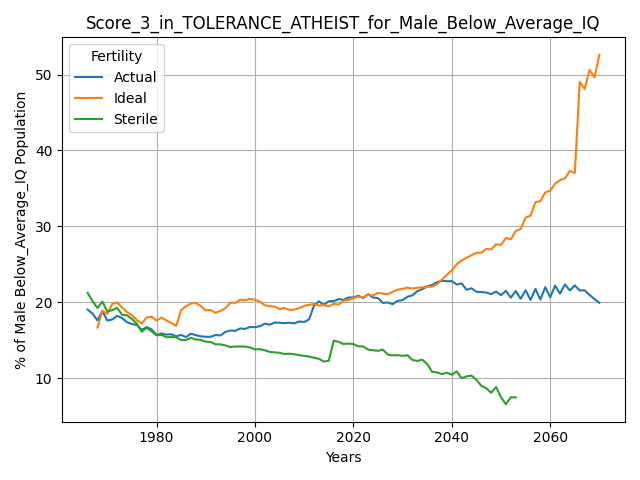 Score_3_in_TOLERANCE_ATHEIST_for_Male_Below_Average_IQ
Fertility
Actual
Ideal
Sterile
% of Male Below_Average_IQ Population
50
40
30
20
10
1980 2000 2020 2040 2060
Years